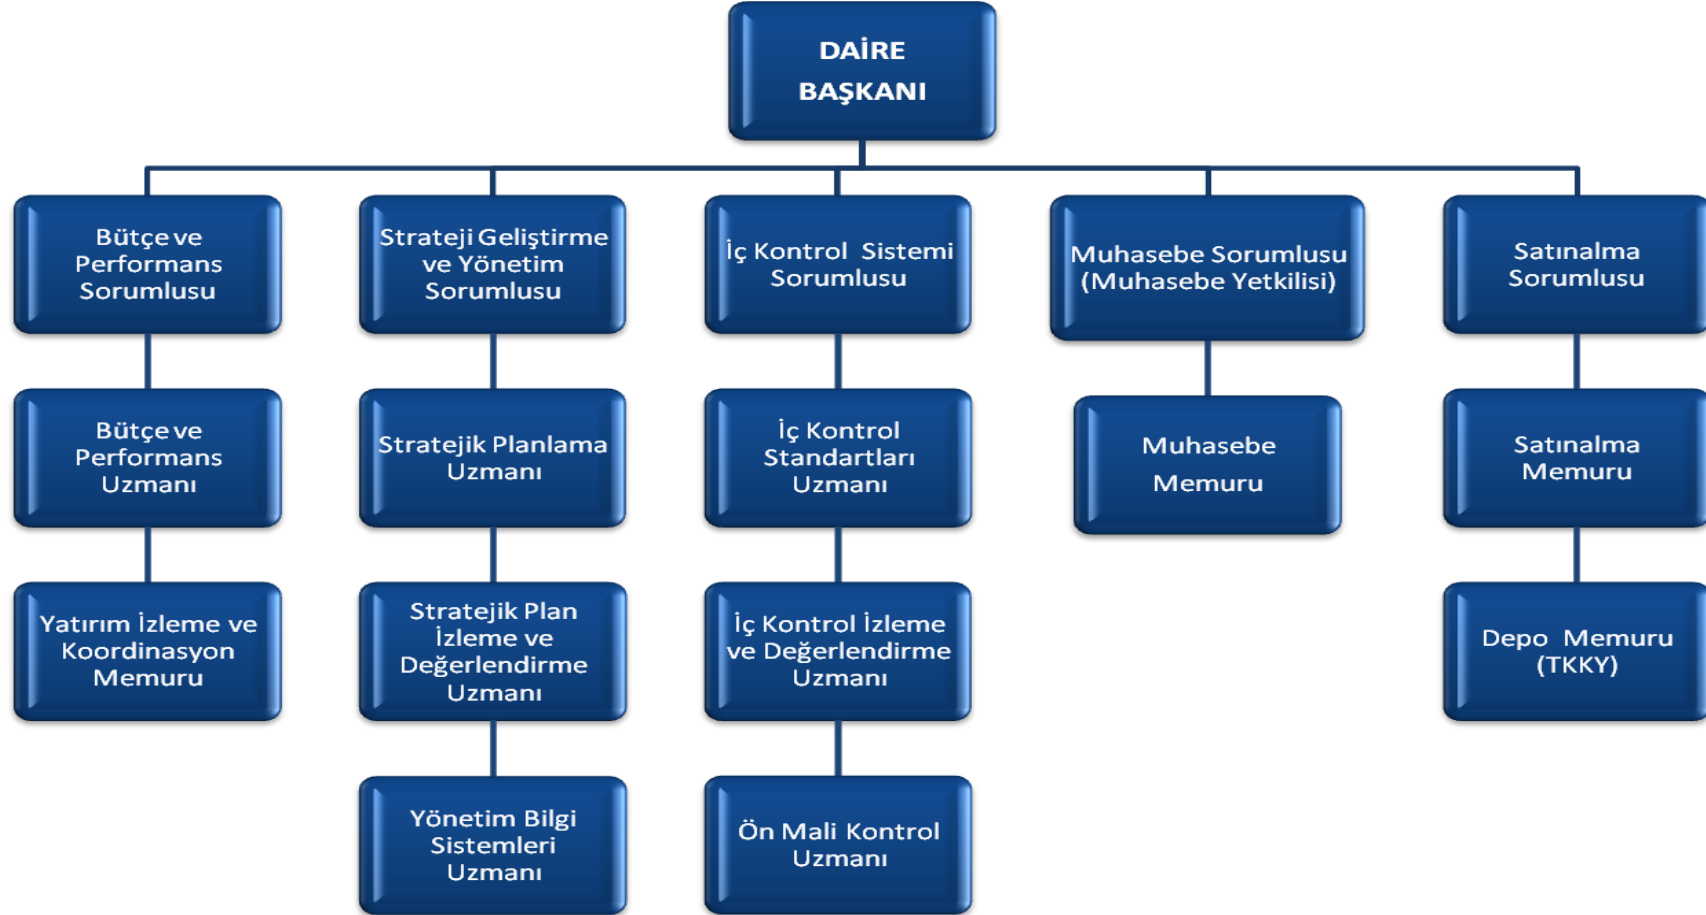 DAİRE
BAŞKANI
Bütçe ve
Performans
Sorumlusu
Strateji Geliştirme
ve Yönetim
Sorumlusu
İç Kontrol Sistemi
Sorumlusu
Muhasebe Sorumlusu
(Muhasebe Yetkilisi)
Satınalma
Sorumlusu
Bütçe ve
Performans
Uzmanı
Stratejik Planlama
Uzmanı
İç Kontrol
Standartları
Uzmanı
Muhasebe
Memuru
Satınalma
Memuru
Yatırım İzleme ve
Koordinasyon
Memuru
Stratejik Plan
İzleme ve
Değerlendirme
Uzmanı
İç Kontrol İzleme
ve Değerlendirme
Uzmanı
Depo Memuru
(TKKY)
Yönetim Bilgi
Sistemleri
Uzmanı
Ön Mali Kontrol
Uzmanı